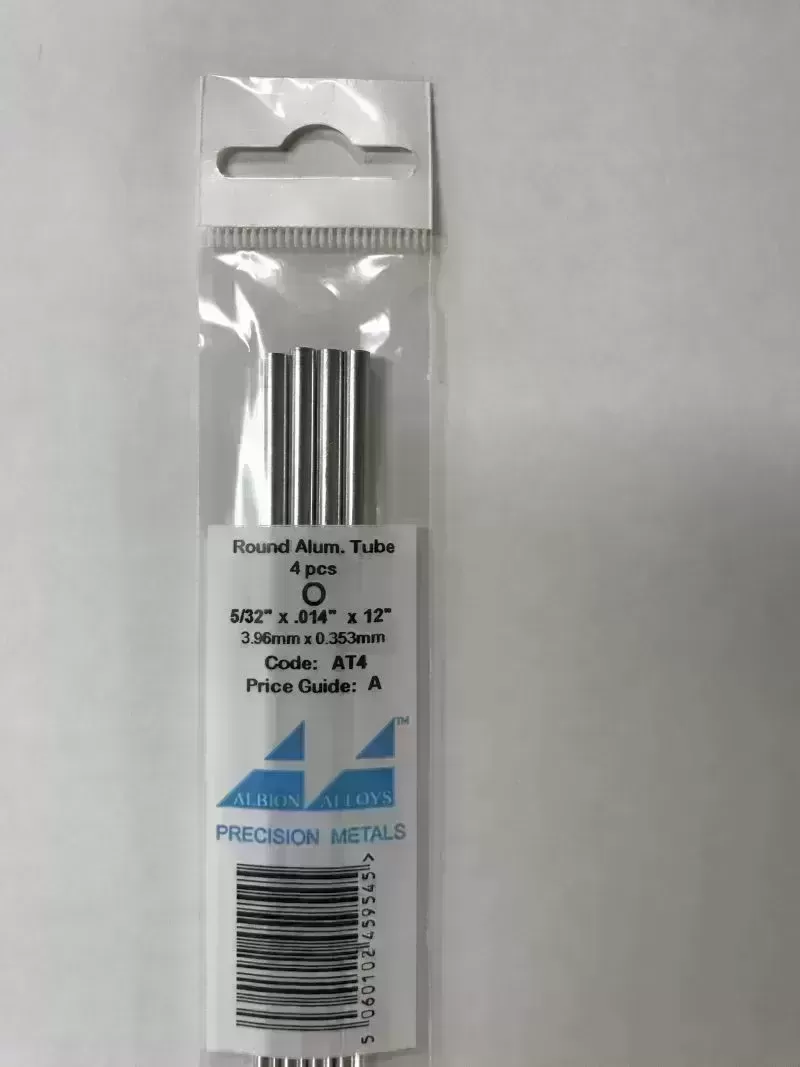 Round Alum. Tube
4 pcs
5/32" x .014" x 12"
3.96mm x 0.353mm
Code: AT4
Price Guide: A
TM
ALBION ALLOYS
PRECISION METALS
5 060102 459545 >